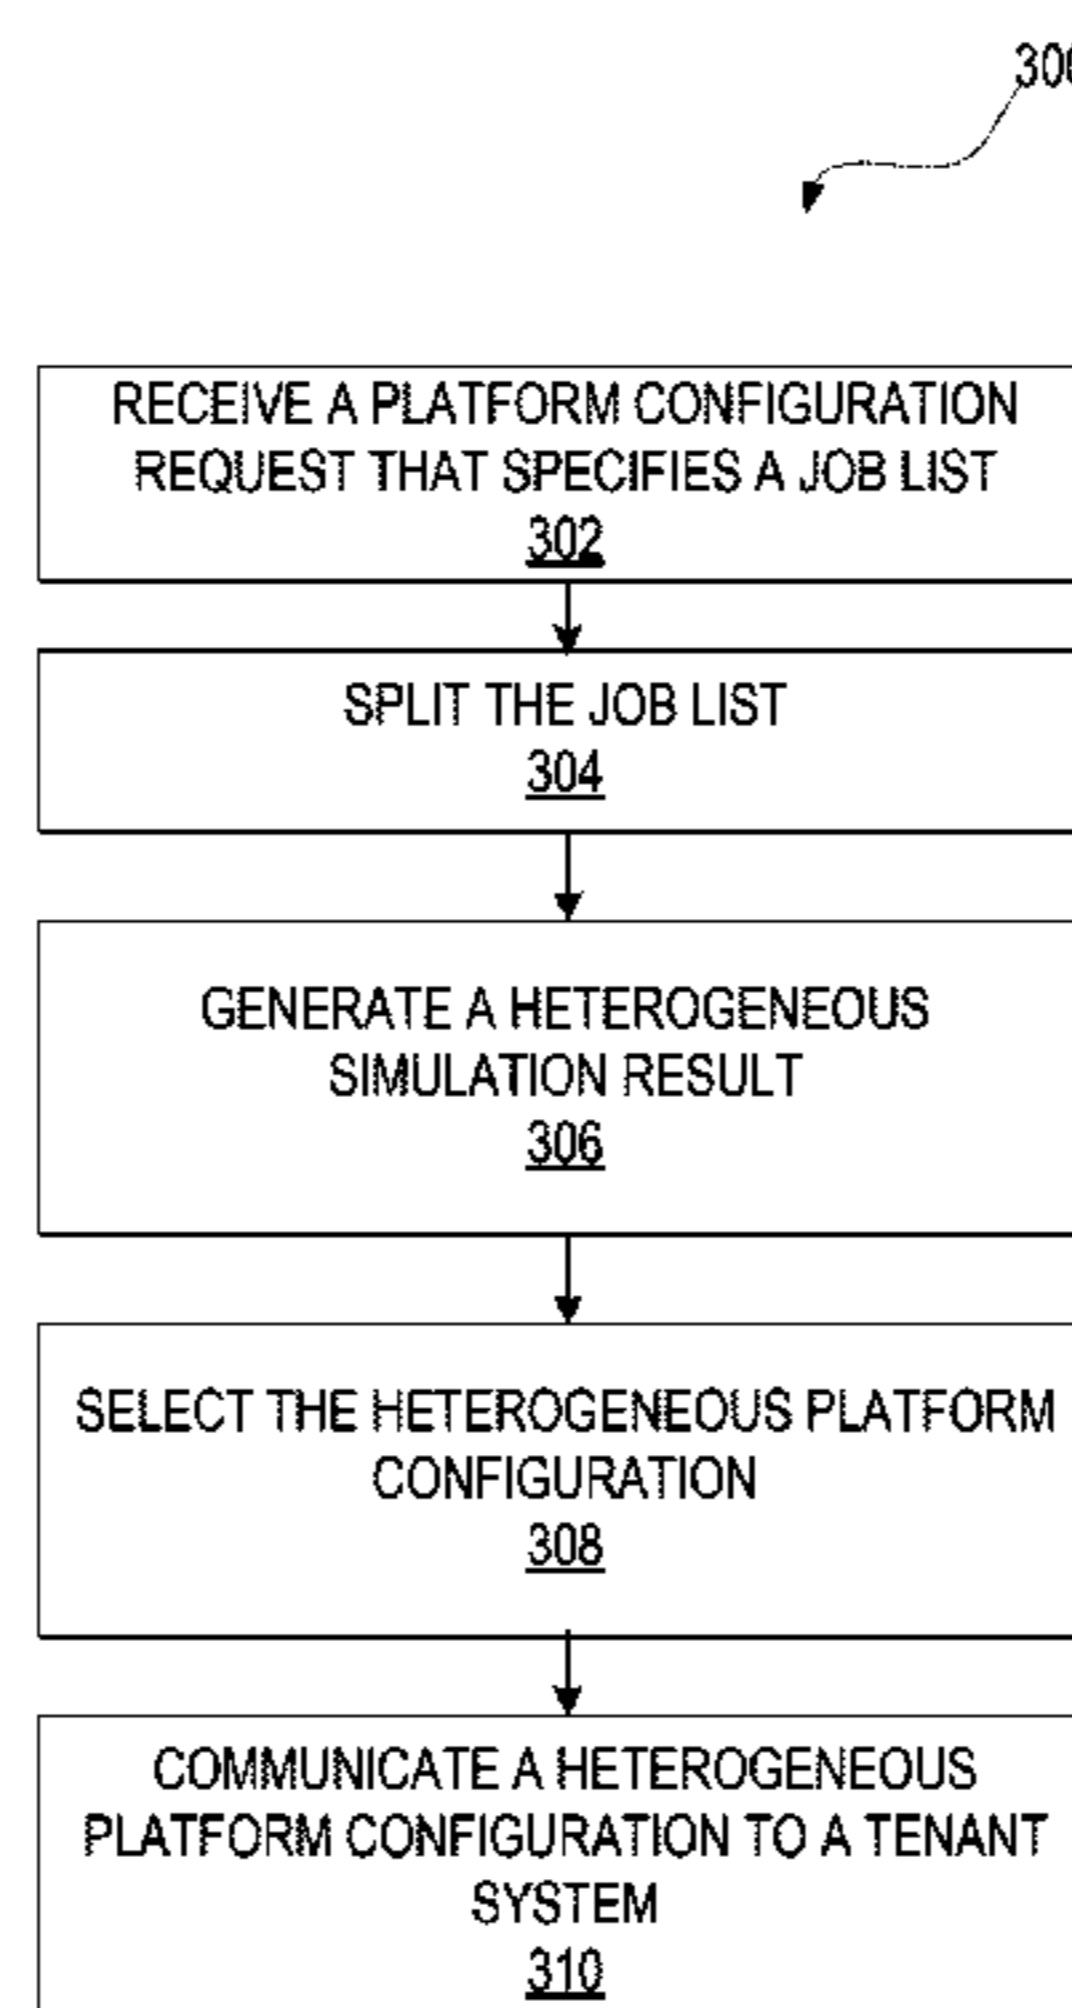 300
RECEIVE A PLATFORM CONFIGURATION
REQUEST THAT SPECIFIES A JOB LIST
302
SPLIT THE JOB LIST
304
GENERATE A HETEROGENEOUS
SIMULATION RESULT
306
SELECT THE HETEROGENEOUS PLATFORM
CONFIGURATION
308
COMMUNICATE A HETEROGENEOUS
PLATFORM CONFIGURATION TO A TENANT
SYSTEM
310